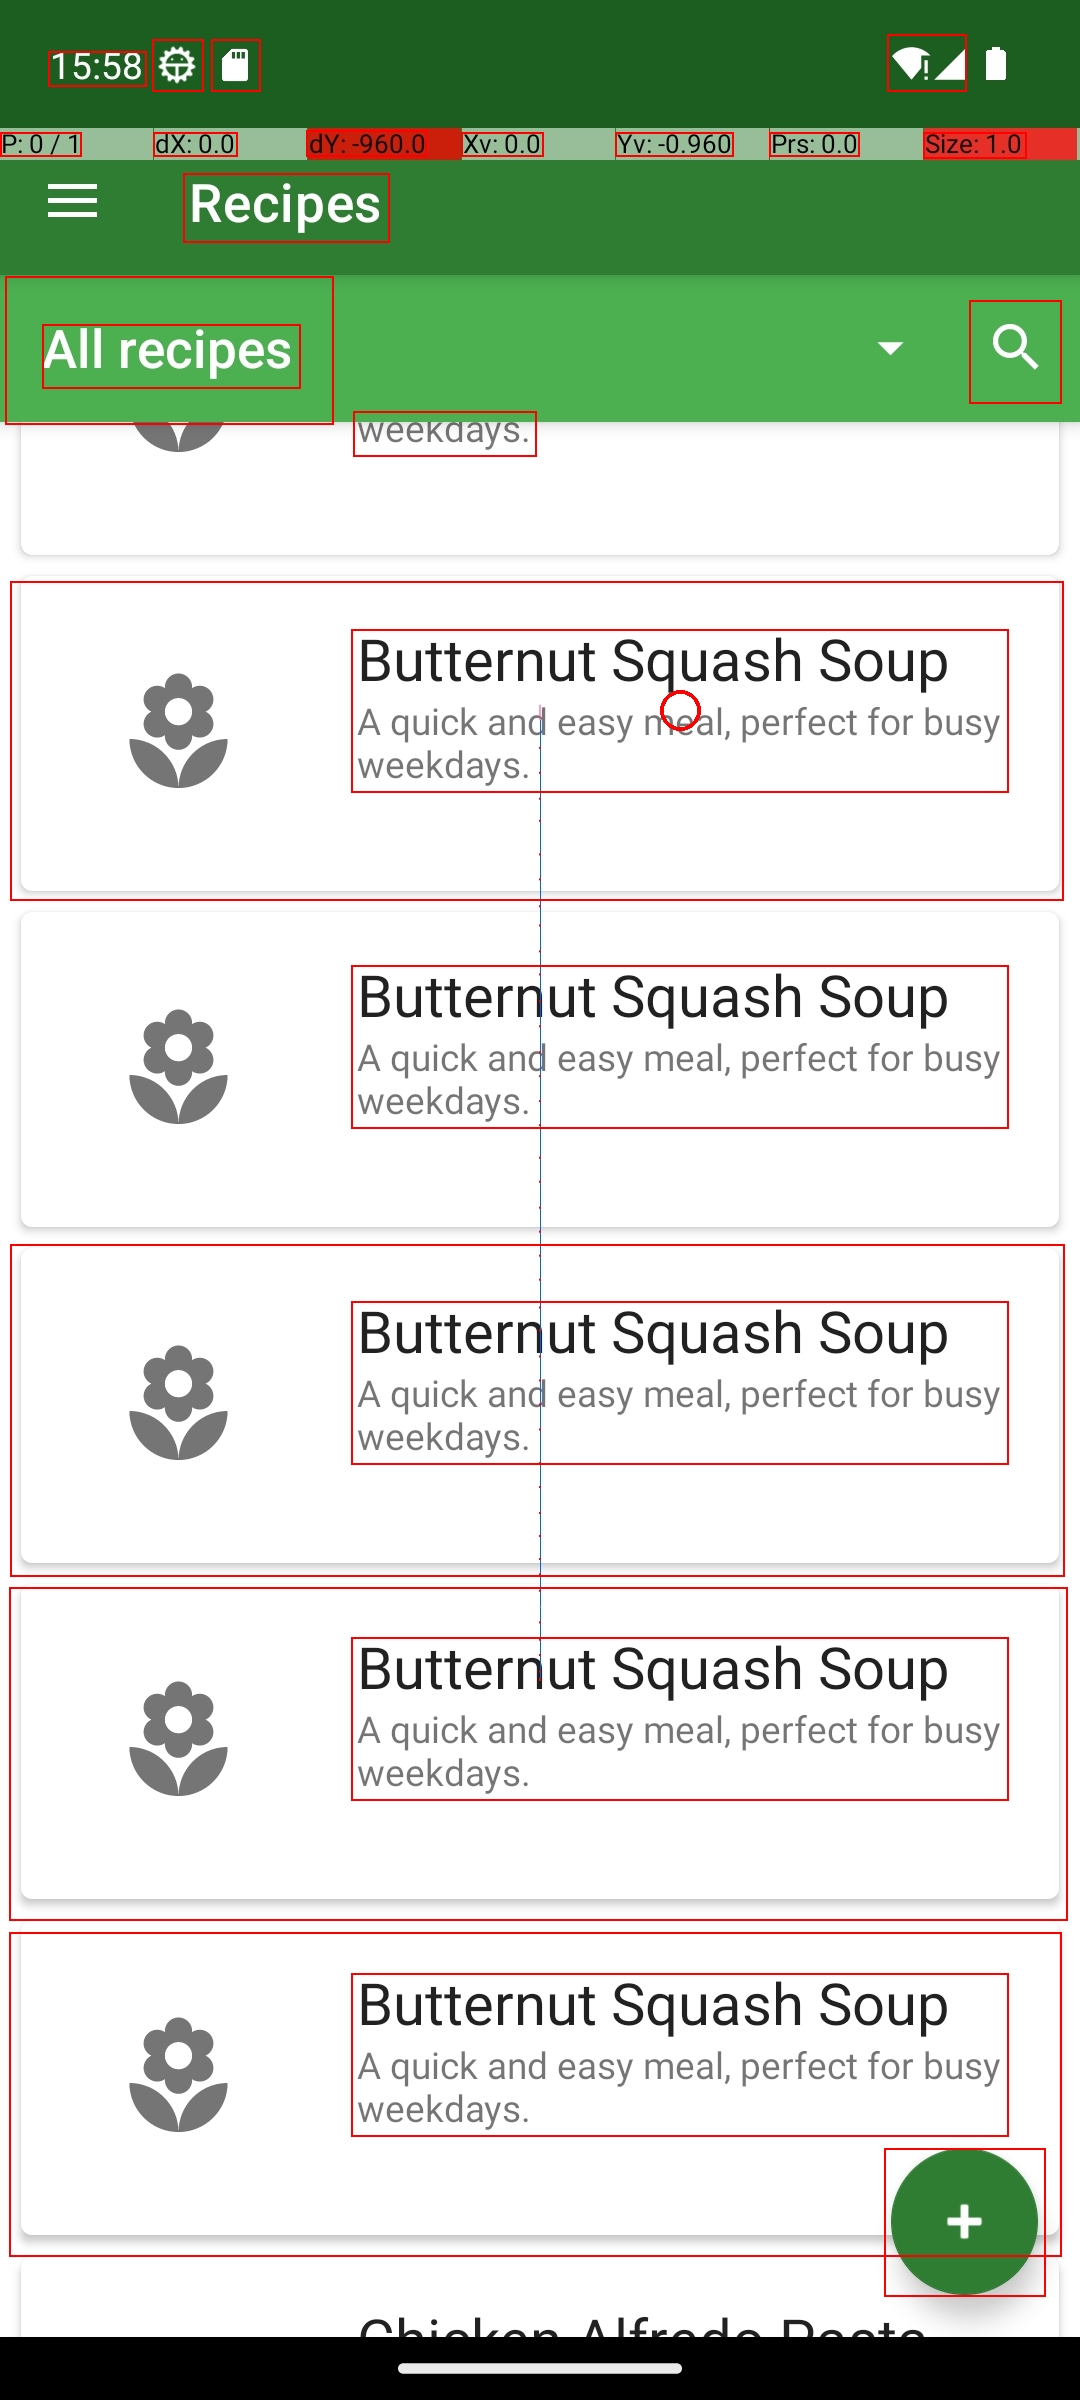 15:58
P: 0 / 1 dX: 0.0 dY: -960.0 Xv: 0.0 Yv: -0.960 Prs: 0.0 Size: 1.0
Recipes
All recipes
weekdays.
Butternut Squash Soup
A quick and easy meal, perfect for busy
weekdays.
Butternut Squash Soup
A quick and easy meal, perfect for busy
weekdays.
Butternut Squash Soup
A quick and easy meal, perfect for busy
weekdays.
Butternut Squash Soup
A quick and easy meal, perfect for busy
weekdays.
Butternut Squash Soup
A quick and easy meal, perfect for busy
weekdays.
Chicken Alfredo Pasta